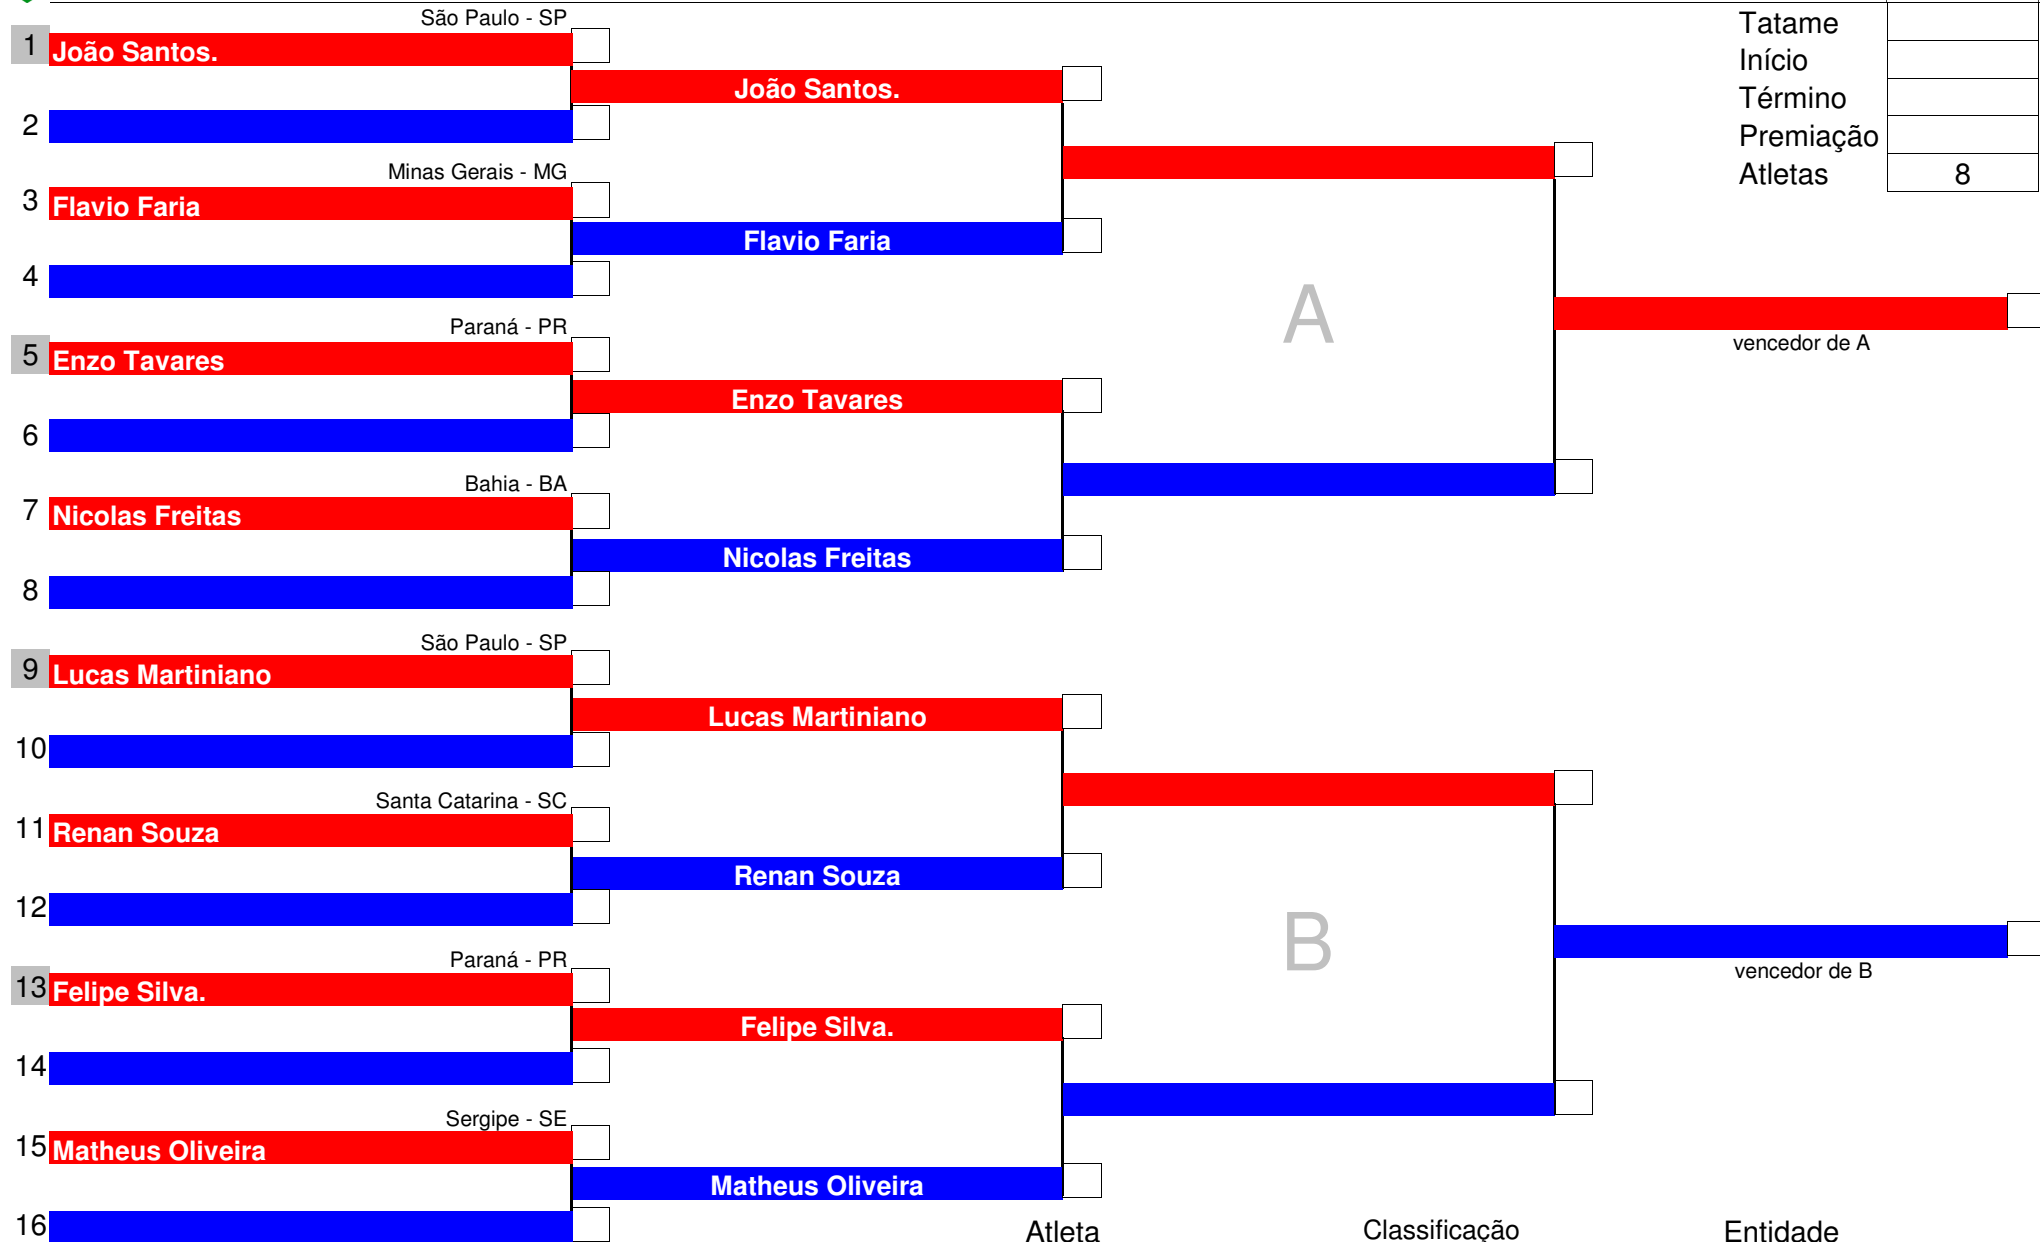 São Paulo - SP
1 João Santos.
João Santos.
2
Minas Gerais - MG
3 Flavio Faria
Flavio Faria
4
Paraná - PR
5 Enzo Tavares
Enzo Tavares
6
Bahia - BA
7 Nicolas Freitas
Nicolas Freitas
8
São Paulo - SP
9 Lucas Martiniano
Lucas Martiniano
10
Santa Catarina - SC
11 Renan Souza
Renan Souza
12
Paraná - PR
13 Felipe Silva.
Felipe Silva.
14
Sergipe - SE
15 Matheus Oliveira
Matheus Oliveira
16
A
vencedor de A
B
vencedor de B
Tatame
Início
Término
Premiação
Atletas 8
Atleta Classificação Entidade